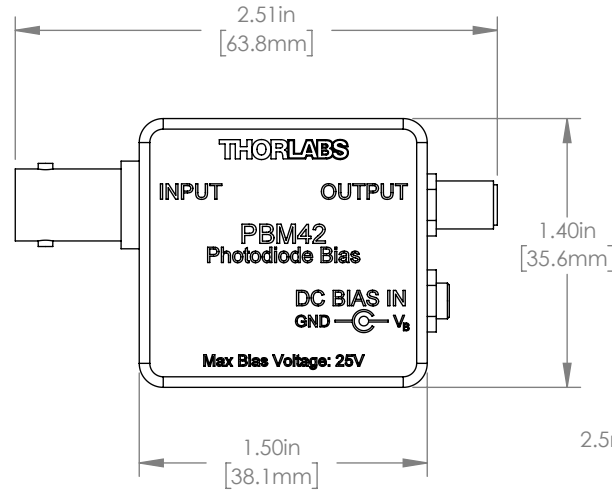 2.51in
[63.8mm]
THORLABS
INPUT OUTPUT
PBM42
Photodiode Bias
1.40in
[35.6mm]
DC BIAS IN
GND VB
Max Bias Voltage: 25V
1.50in
[38.1mm]